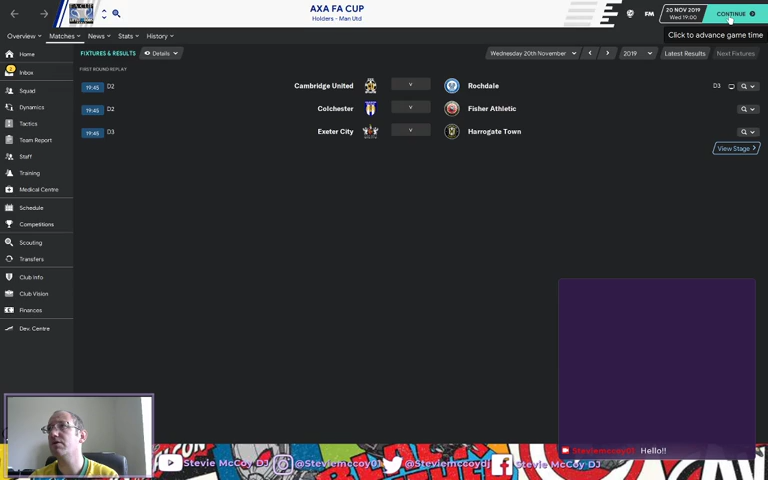 AXA FA CUP
Holders - Man Utd
20 NOV 2019
Wed 19:00
CONTINUE
Click to advance game time
Overview
Matches
News
Stats
History
FIXTURES & RESULTS
Details
Wednesday 20th November
2019
Latest Results
Next Fixtures
FM
Home
Inbox
Squad
Dynamics
Tactics
Team Report
Staff
Training
Medical Centre
Schedule
Competitions
Scouting
Transfers
Club Info
Club Vision
Finances
Dev. Centre
FIRST ROUND REPLAY
19:45 D2 Cambridge United v Rochdale D3
19:45 D2 Colchester v Fisher Athletic
19:45 D3 Exeter City v Harrogate Town
View Stage
Steviemccoy01 Hello!!
Stevie McCoy DJ @Steviemccoy01 @Steviemccoydj Stevie McCoy DJ